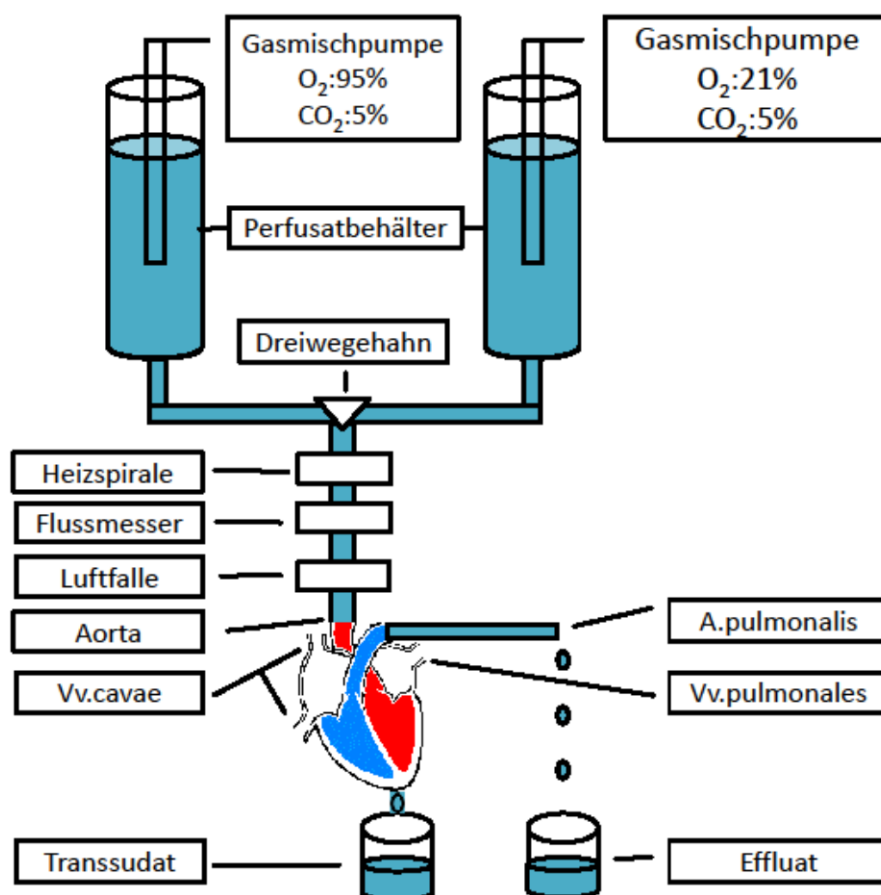 Gasmischpumpe
O₂:95%
CO₂:5%
Gasmischpumpe
O₂:21%
CO₂:5%
Perfusatbehälter
Dreiwegehahn
Heizspirale
Flussmesser
Luftfalle
Aorta
A.pulmonalis
Vv.cavae
Vv.pulmonales
Transsudat
Effluat